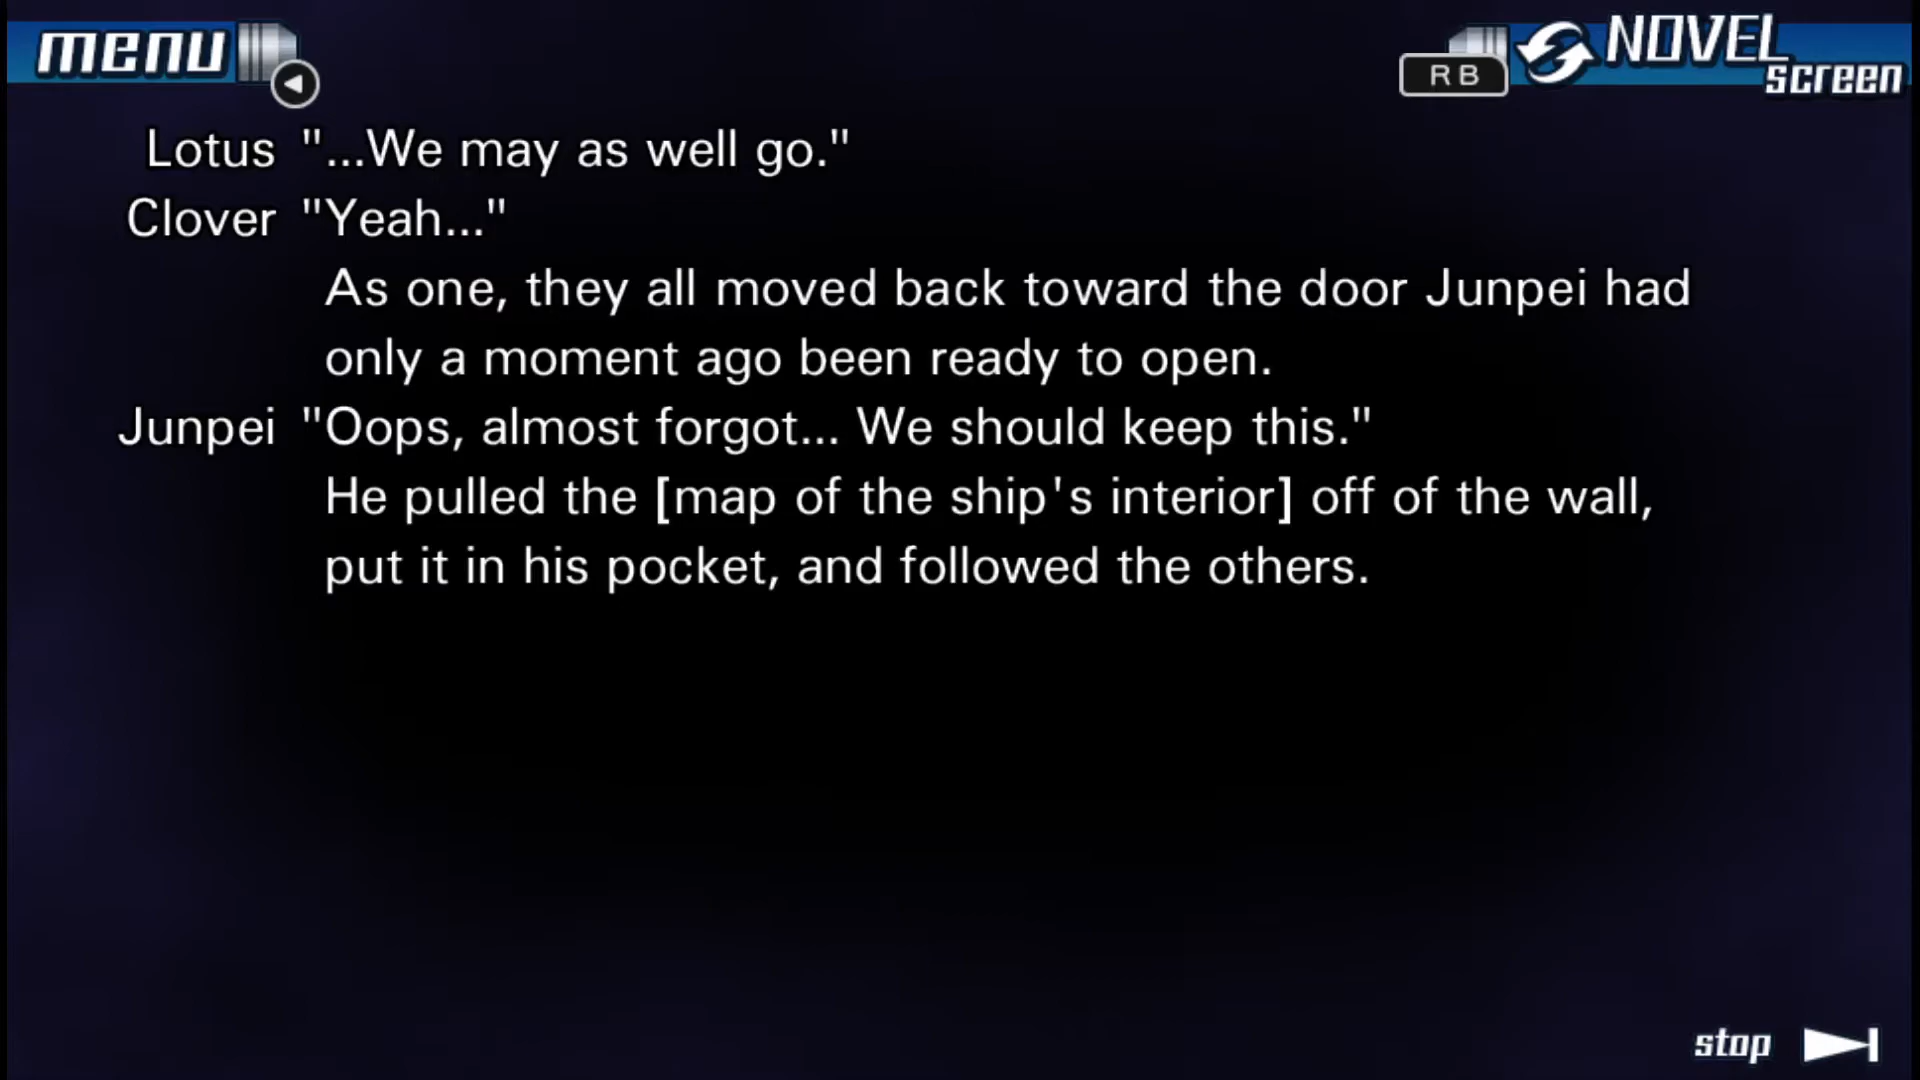 menu
RB
NOVEL
screen
Lotus "...We may as well go."
Clover "Yeah..."
As one, they all moved back toward the door Junpei had
only a moment ago been ready to open.
Junpei "Oops, almost forgot... We should keep this."
He pulled the [map of the ship's interior] off of the wall,
put it in his pocket, and followed the others.
stop